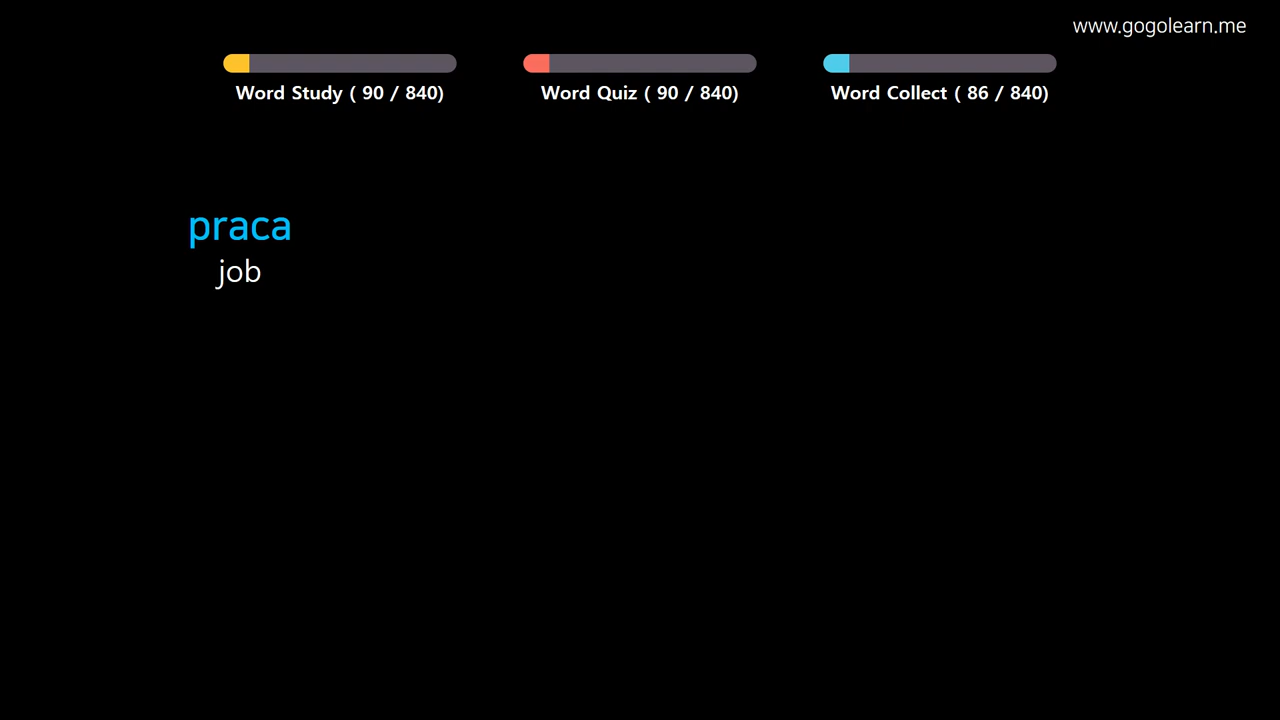 www.gogolearn.me
Word Study ( 90 / 840)
Word Quiz ( 90 / 840)
Word Collect ( 86 / 840)
praca
job